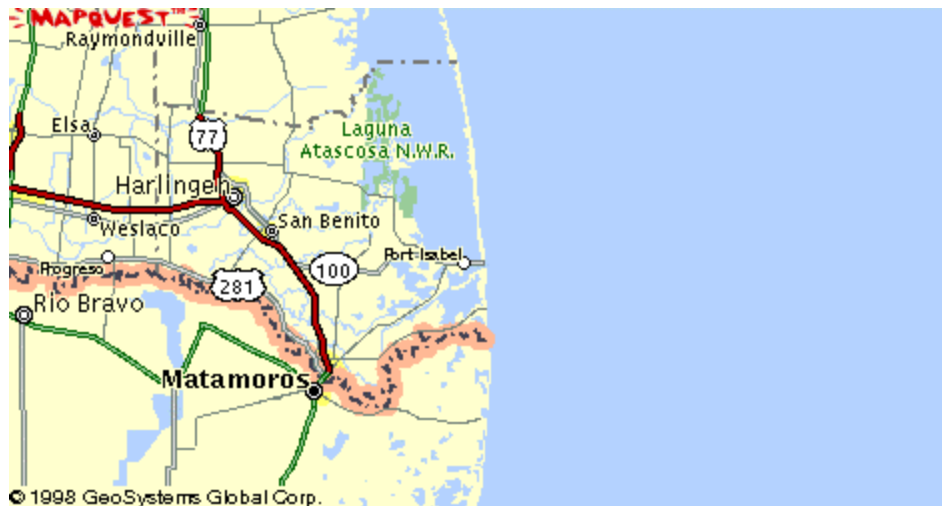 MAPQUEST™
Raymondville
Elsa
77
Laguna
Atascosa N.W.R.
Harlingen
Weslaco
San Benito
Port Isabel
100
Progreso
281
Rio Bravo
Matamoros
© 1998 GeoSystems Global Corp.